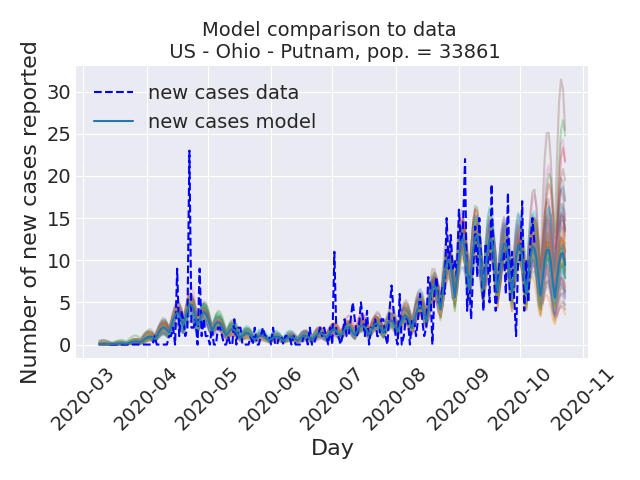 Model comparison to data
US - Ohio - Putnam, pop. = 33861
Number of new cases reported
30
25
20
15
10
5
0
new cases data
new cases model
2020-03
2020-04
2020-05
2020-06
2020-07
2020-08
2020-09
2020-10
2020-11
Day